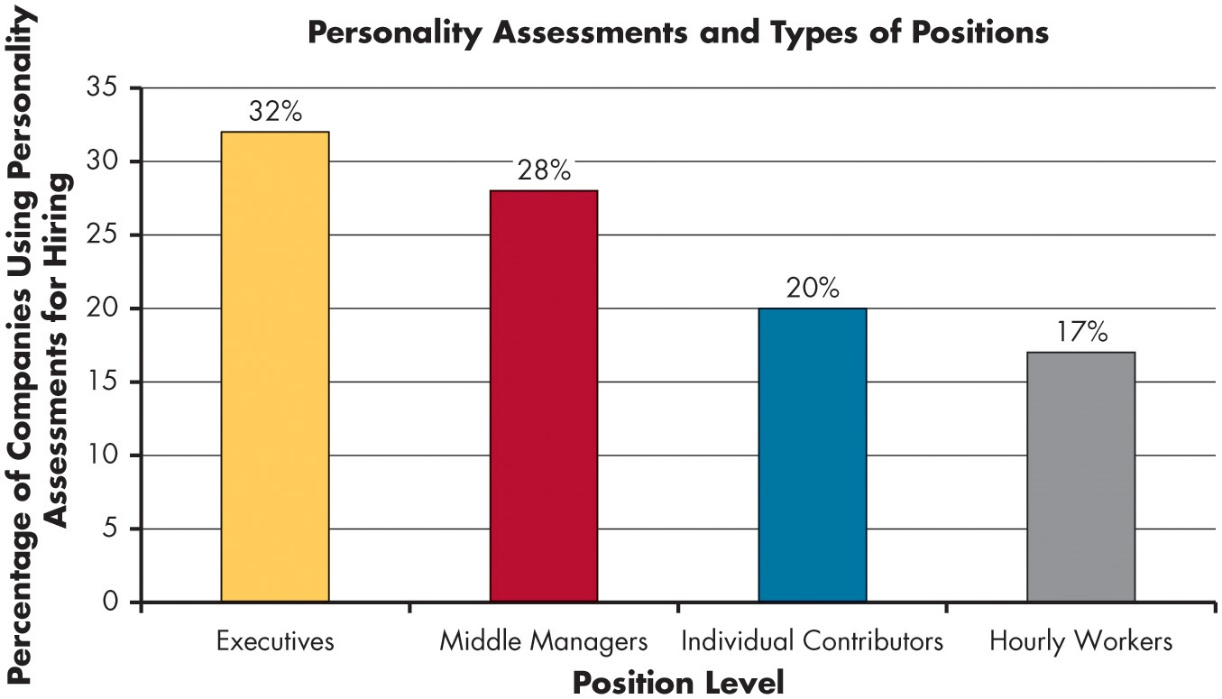 Personality Assessments and Types of Positions
Percentage of Companies Using Personality
Assessments for Hiring
35
30
25
20
15
10
5
0
32%
28%
20%
17%
Executives
Middle Managers
Individual Contributors
Hourly Workers
Position Level